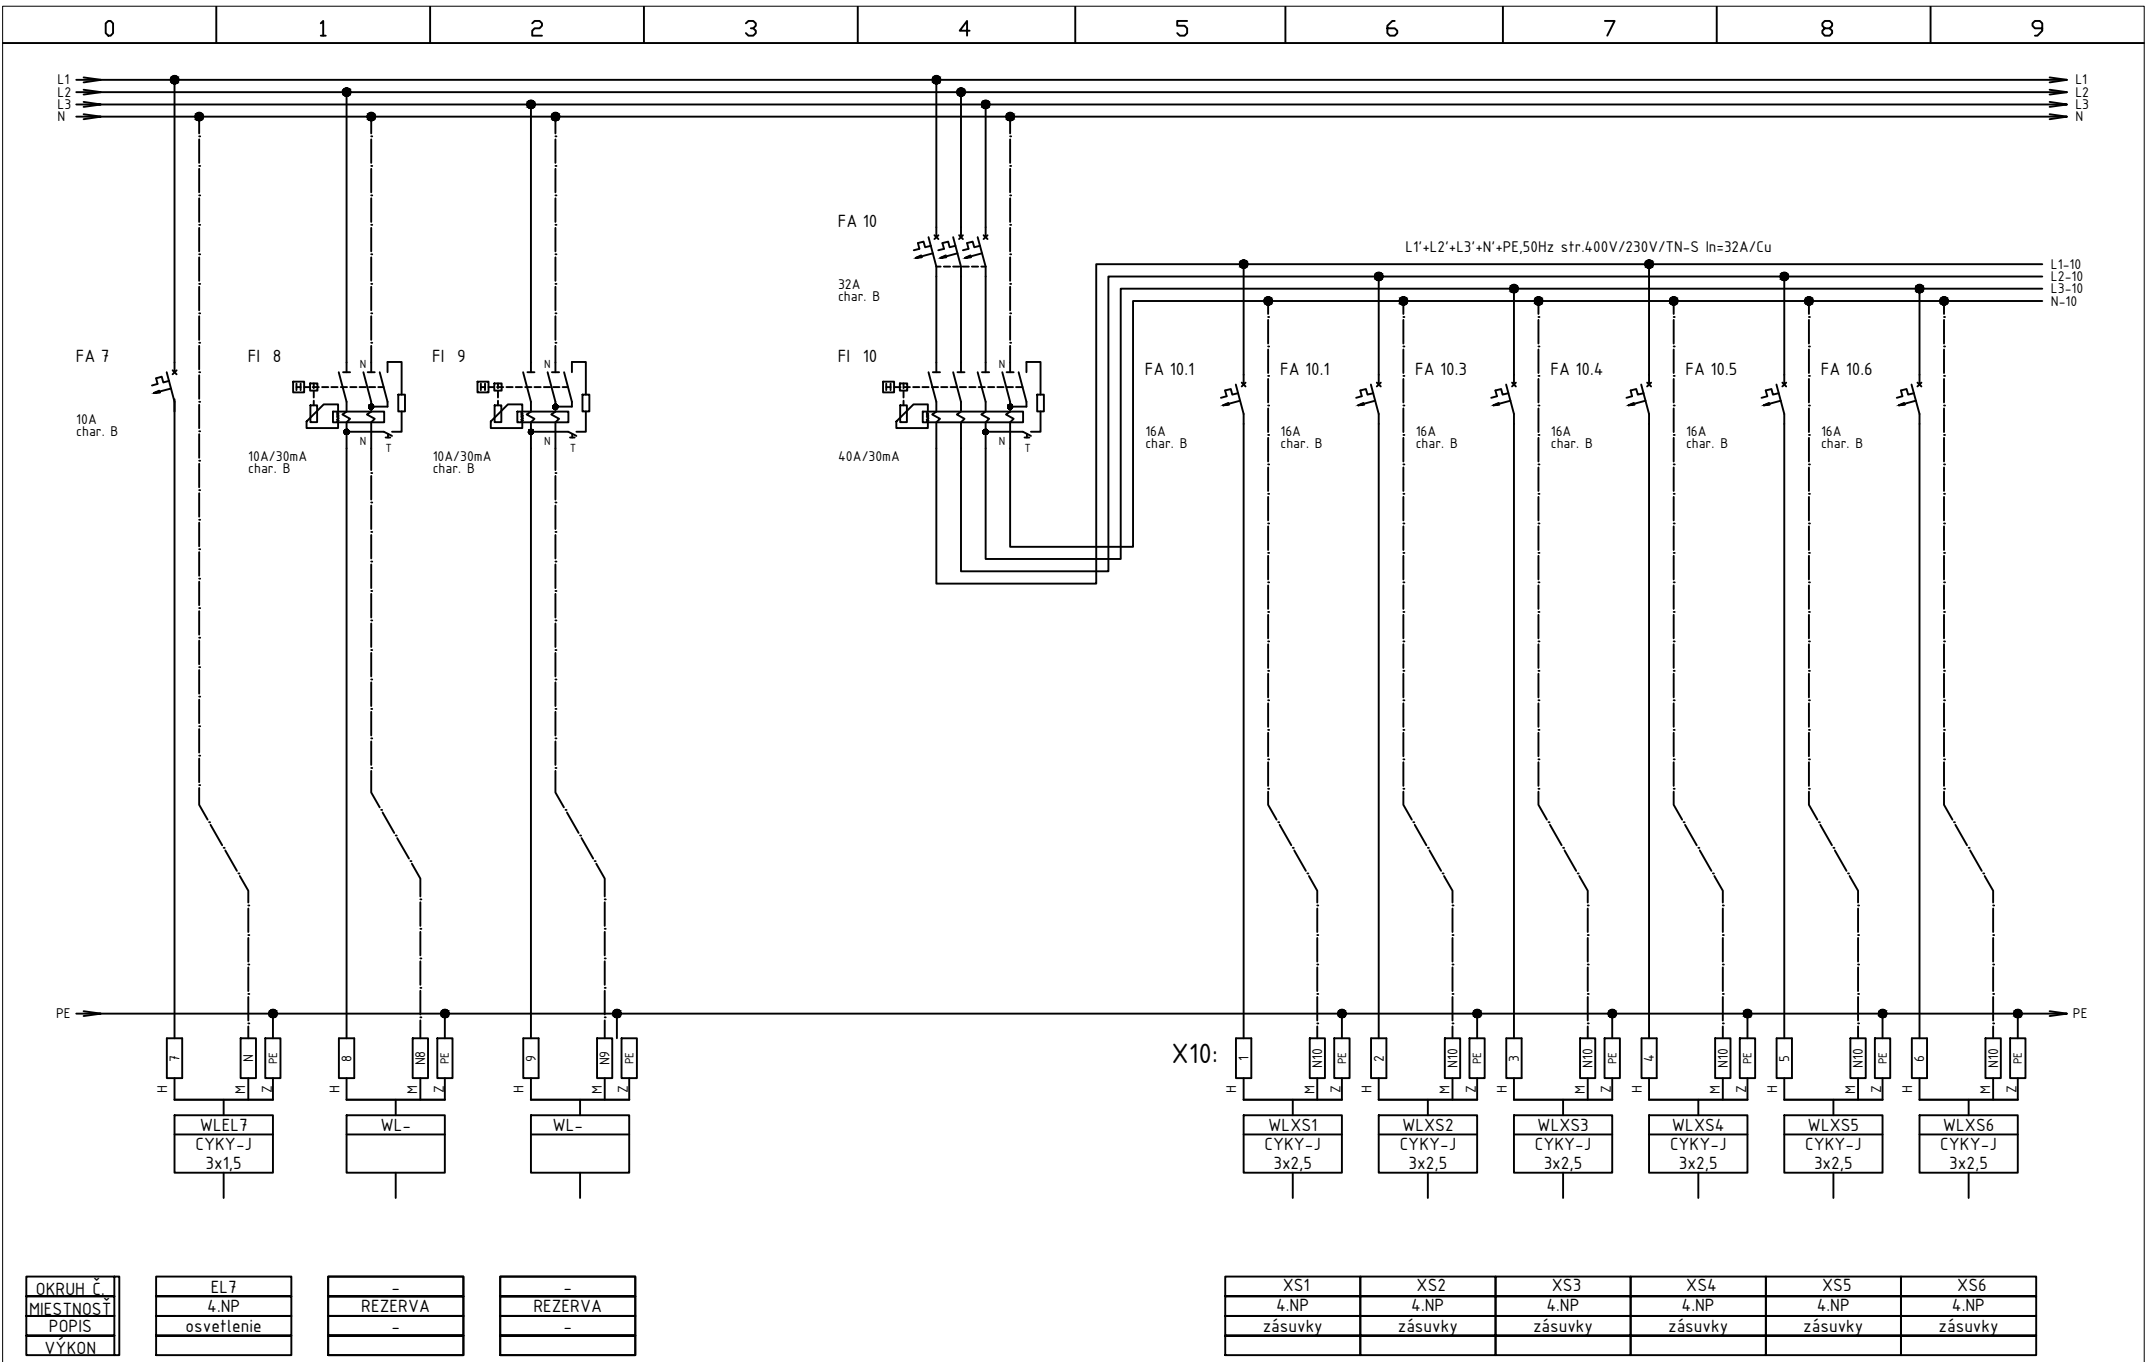 0 1 2 3 4 5 6 7 8 9
L1 L1
L2 L2
L3 L3
N N
FA 10
32A
char. B
L1'+L2'+L3'+N'+PE,50Hz str.400V/230V/TN-S In=32A/Cu
L1-10
L2-10
L3-10
N-10
FA 7
10A
char. B
FI 8
N
H
N
T
10A/30mA
char. B
FI 9
N
H
N
T
10A/30mA
char. B
FI 10
N
H
N
T
40A/30mA
FA 10.1
16A
char. B
FA 10.1
16A
char. B
FA 10.3
16A
char. B
FA 10.4
16A
char. B
FA 10.5
16A
char. B
FA 10.6
16A
char. B
PE PE
X10:
7 N PE
8 N8 PE
9 N9 PE
1 N10 PE
2 N10 PE
3 N10 PE
4 N10 PE
5 N10 PE
6 N10 PE
H M Z
H M Z
H M Z
H M Z
H M Z
H M Z
H M Z
H M Z
H M Z
WLEL7
CYKY-J
3x1,5
WL-
WL-
WLXS1
CYKY-J
3x2,5
WLXS2
CYKY-J
3x2,5
WLXS3
CYKY-J
3x2,5
WLXS4
CYKY-J
3x2,5
WLXS5
CYKY-J
3x2,5
WLXS6
CYKY-J
3x2,5
OKRUH Č. EL7 - - XS1 XS2 XS3 XS4 XS5 XS6
MIESTNOSŤ 4.NP REZERVA REZERVA 4.NP 4.NP 4.NP 4.NP 4.NP 4.NP
POPIS osvetlenie - - zásuvky zásuvky zásuvky zásuvky zásuvky zásuvky
VÝKON